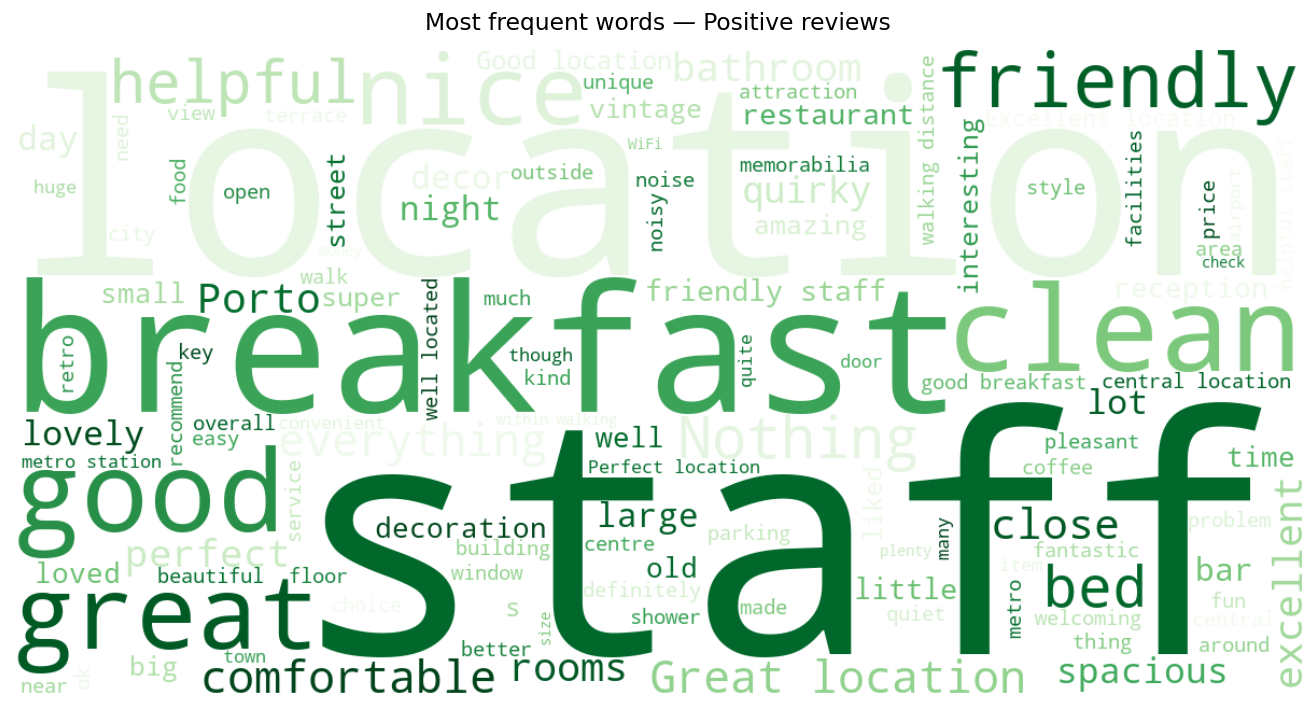 Most frequent words — Positive reviews
location
helpful
nice
Good location
bathroom
friendly
unique
attraction
view
terrace
vintage
restaurant
Excellent location
day
need
WiFi
walking distance
interesting
facilities
helpful staff
huge
food
open
street
decor
outside
noise
memorabilia
quirky
style
price
airport
night
noisy
amazing
city
money
area
check
walk
small
Porto
super
much
friendly staff
reception
breakfast
clean
retro
key
well located
though
kind
quite
door
good breakfast
central location
lot
recommend
overall
convenient
within walking
lovely
easy
everything
well
Nothing
pleasant
time
metro station
Perfect location
coffee
good
staff
service
liked
excellent
decoration
large
close
problem
perfect
building
centre
parking
plenty
many
fantastic
loved
beautiful
floor
window
old
item
bed
bar
great
choice
s
definitely
little
metro
fun
shower
made
quiet
welcoming
central
size
thing
around
town
better
near
ok
big
comfortable
rooms
Great location
spacious